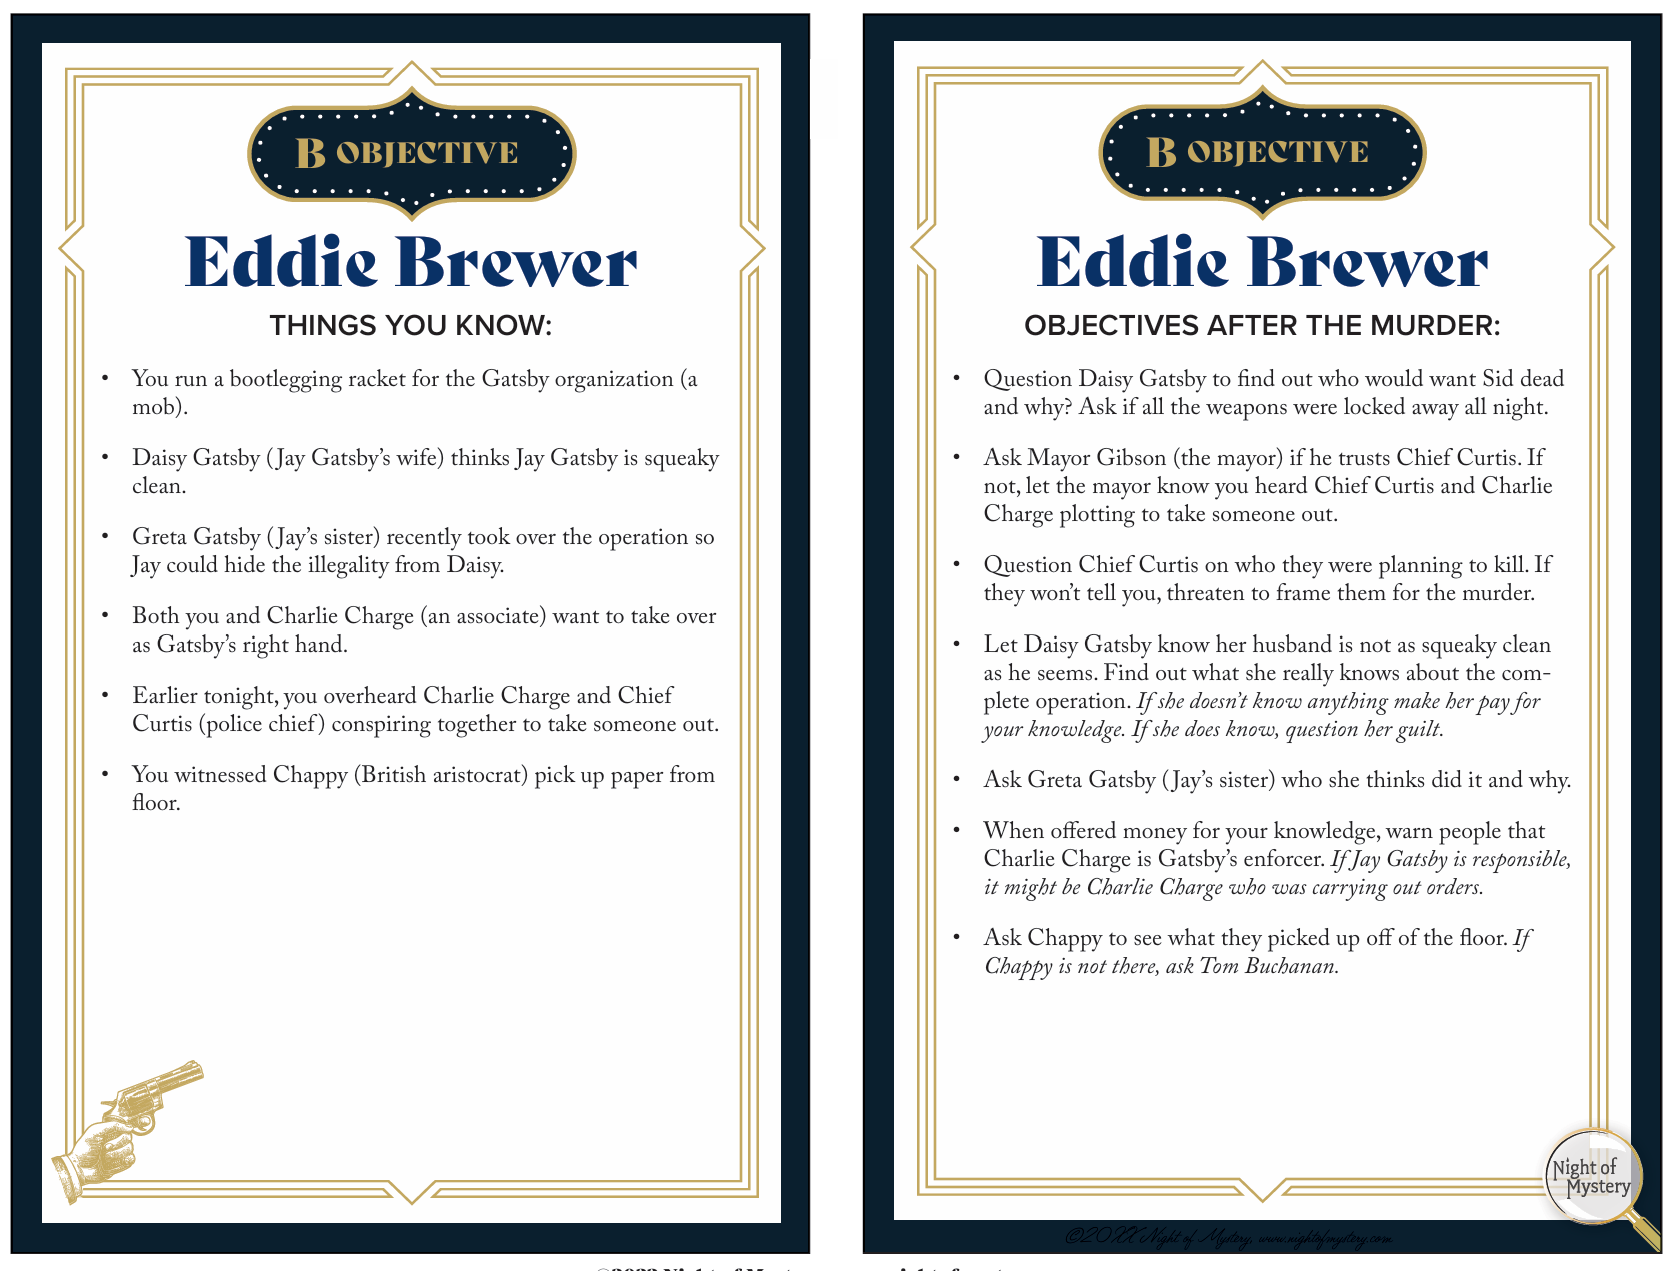 B OBJECTIVE
Eddie Brewer
THINGS YOU KNOW:
• You run a bootlegging racket for the Gatsby organization (a
mob).
• Daisy Gatsby (Jay Gatsby’s wife) thinks Jay Gatsby is squeaky
clean.
• Greta Gatsby (Jay’s sister) recently took over the operation so
Jay could hide the illegality from Daisy.
• Both you and Charlie Charge (an associate) want to take over
as Gatsby’s right hand.
• Earlier tonight, you overheard Charlie Charge and Chief
Curtis (police chief) conspiring together to take someone out.
• You witnessed Chappy (British aristocrat) pick up paper from
floor.
B OBJECTIVE
Eddie Brewer
OBJECTIVES AFTER THE MURDER:
• Question Daisy Gatsby to find out who would want Sid dead
and why? Ask if all the weapons were locked away all night.
• Ask Mayor Gibson (the mayor) if he trusts Chief Curtis. If
not, let the mayor know you heard Chief Curtis and Charlie
Charge plotting to take someone out.
• Question Chief Curtis on who they were planning to kill. If
they won’t tell you, threaten to frame them for the murder.
• Let Daisy Gatsby know her husband is not as squeaky clean
as he seems. Find out what she really knows about the com-
plete operation. If she doesn’t know anything make her pay for
your knowledge. If she does know, question her guilt.
• Ask Greta Gatsby (Jay’s sister) who she thinks did it and why.
• When offered money for your knowledge, warn people that
Charlie Charge is Gatsby’s enforcer. If Jay Gatsby is responsible,
it might be Charlie Charge who was carrying out orders.
• Ask Chappy to see what they picked up off of the floor. If
Chappy is not there, ask Tom Buchanan.
Night of
Mystery
©20XX Night of Mystery, www.nightofmystery.com